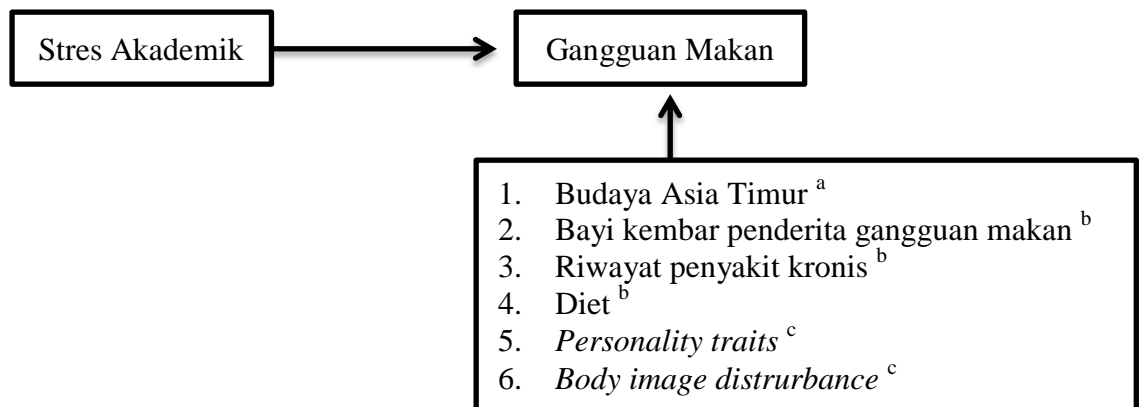 Stres Akademik
Gangguan Makan
1. Budaya Asia Timur a
2. Bayi kembar penderita gangguan makan b
3. Riwayat penyakit kronis b
4. Diet b
5. Personality traits c
6. Body image distrurbance c